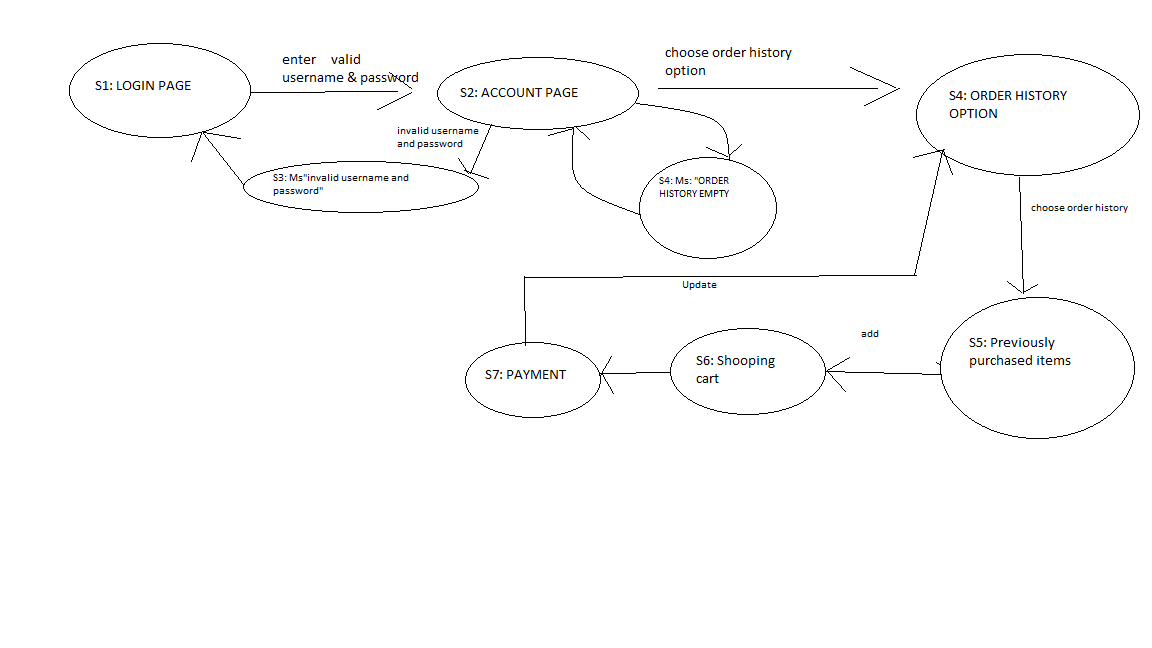 enter valid
username & password
choose order history
option
S1: LOGIN PAGE
S2: ACCOUNT PAGE
S4: ORDER HISTORY
OPTION
invalid username
and password
S3: Ms"invalid username and
password"
S4: Ms: "ORDER
HISTORY EMPTY
choose order history
Update
add
S5: Previously
purchased items
S6: Shooping
cart
S7: PAYMENT